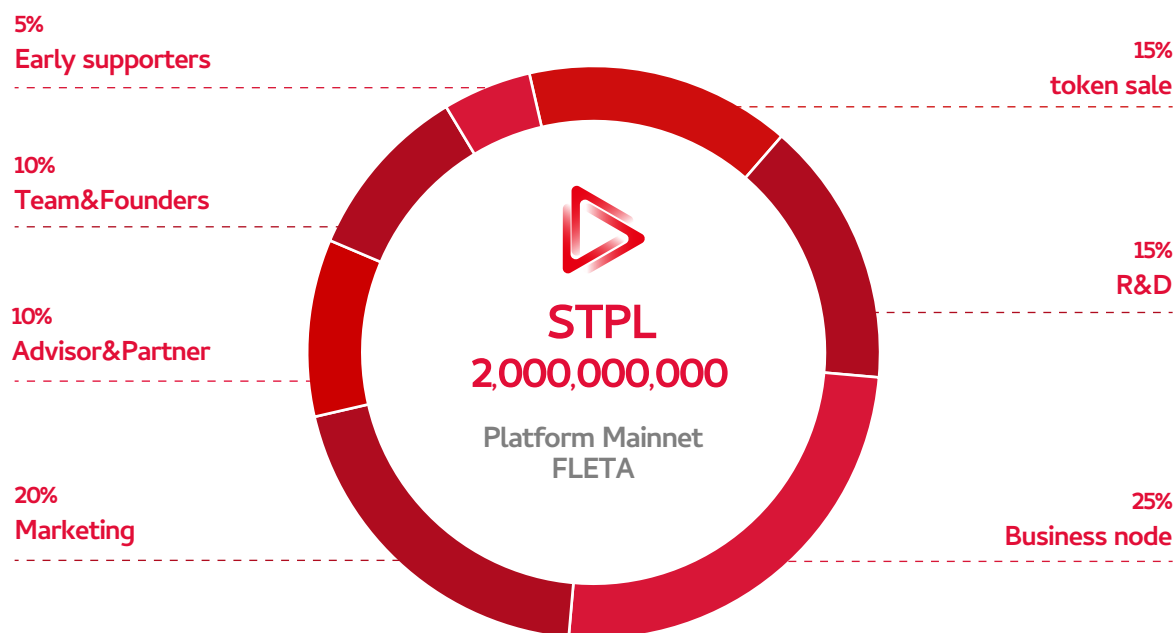 5%
Early supporters
10%
Team&Founders
10%
Advisor&Partner
20%
Marketing
STPL
2,000,000,000
Platform Mainnet
FLETA
15%
token sale
15%
R&D
25%
Business node